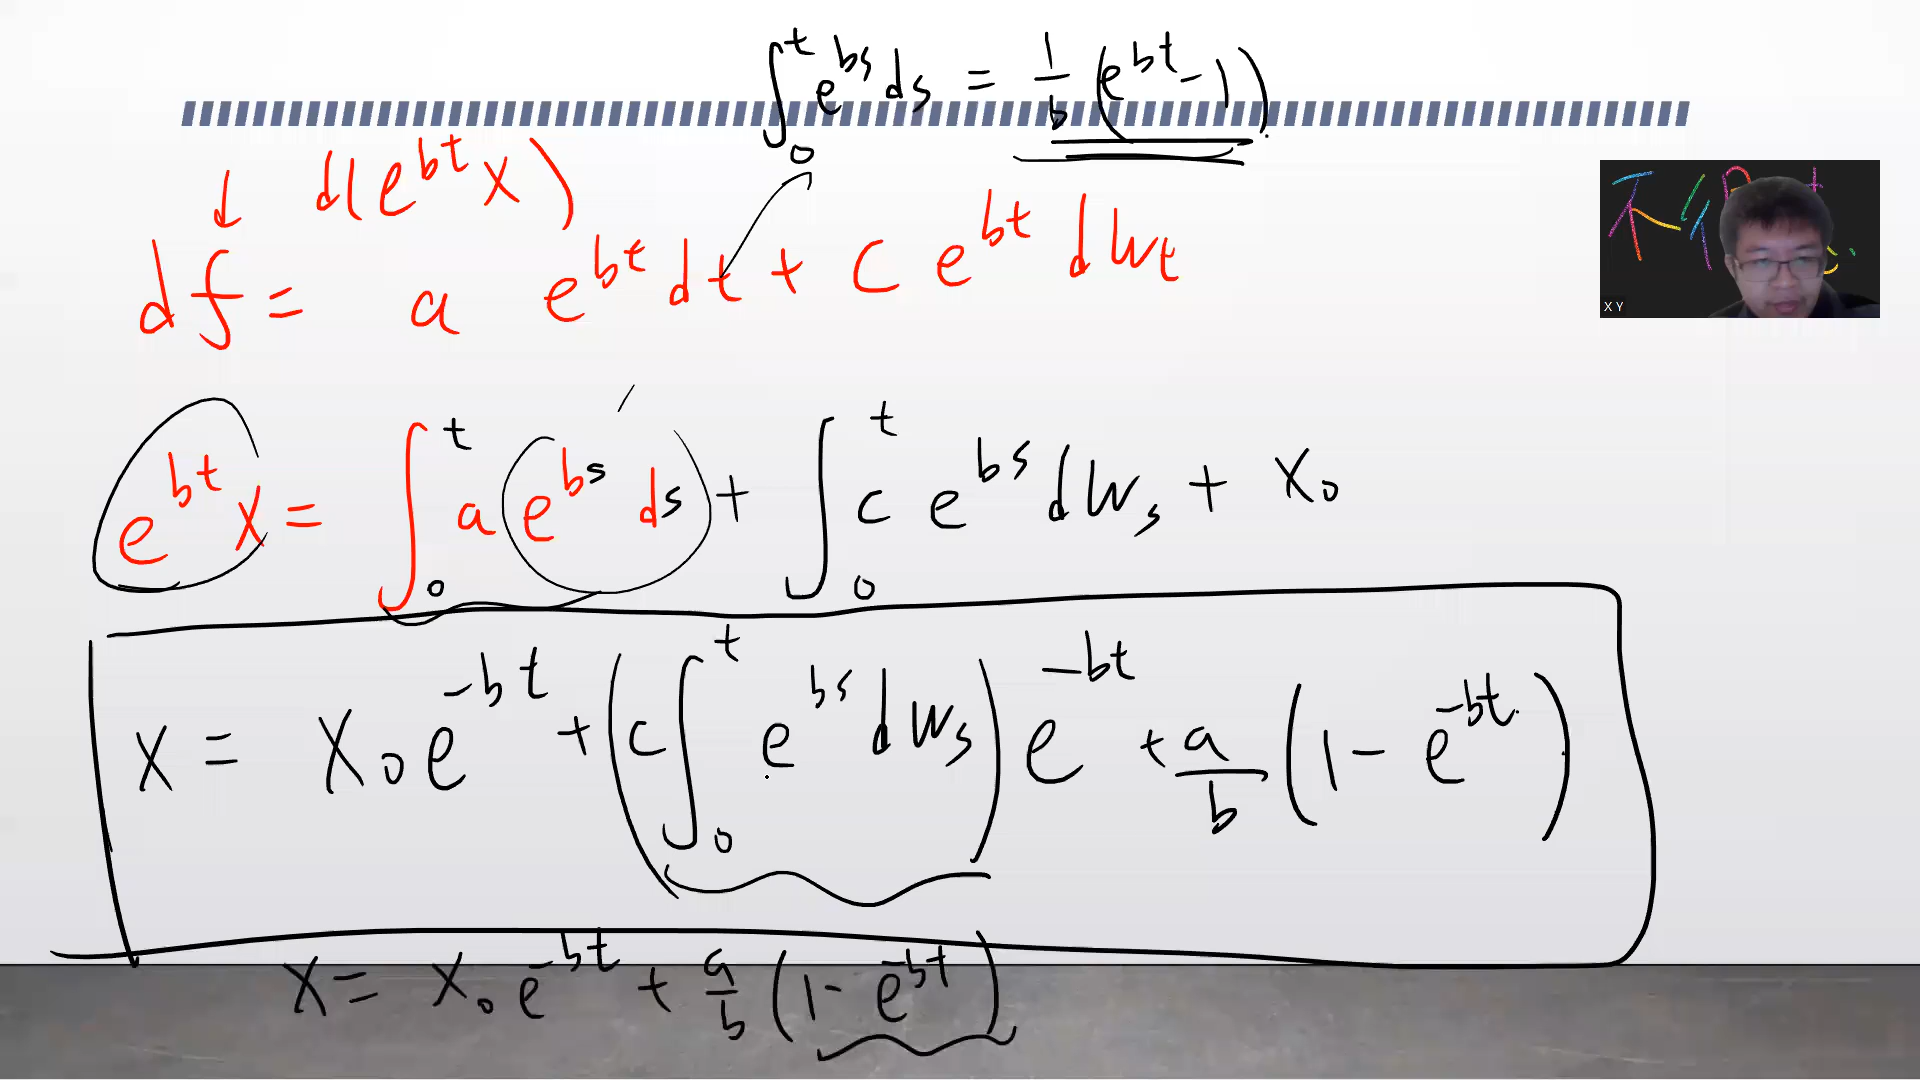 ∫₀ᵗ e^{bs} ds = 1/b (e^{bt} - 1)
↓ d(e^{bt} x)
df = a e^{bt} dt + c e^{bt} dW_t
e^{bt} x = ∫₀ᵗ a e^{bs} ds + ∫₀ᵗ c e^{bs} dW_s + x₀
X Y
x = x₀ e^{-bt} + (c ∫₀ᵗ e^{bs} dW_s) e^{-bt} + a/b (1 - e^{-bt})
x = x₀ e^{-bt} + a/b (1 - e^{-bt})